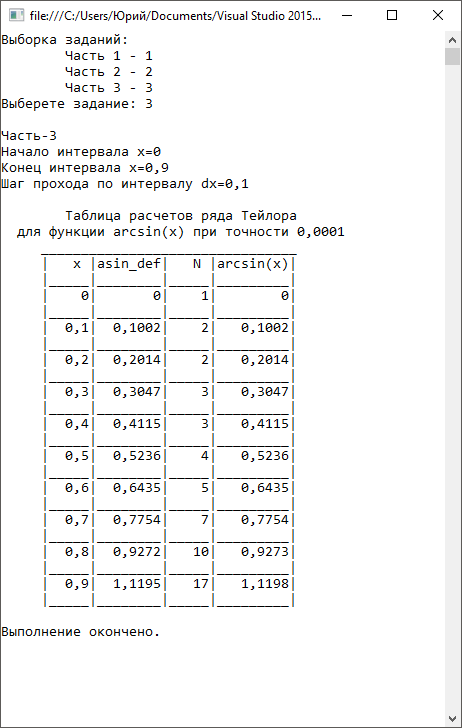 file:///C:/Users/Юрий/Documents/Visual Studio 2015...
Выборка заданий:
Часть 1 - 1
Часть 2 - 2
Часть 3 - 3
Выберете задание: 3
Часть-3
Начало интервала x=0
Конец интервала x=0,9
Шаг прохода по интервалу dx=0,1
Таблица расчетов ряда Тейлора
для функции arcsin(x) при точности 0,0001
| x |asin_def| N |arcsin(x)|
| 0| 0| 1| 0|
| 0,1| 0,1002| 2| 0,1002|
| 0,2| 0,2014| 2| 0,2014|
| 0,3| 0,3047| 3| 0,3047|
| 0,4| 0,4115| 3| 0,4115|
| 0,5| 0,5236| 4| 0,5236|
| 0,6| 0,6435| 5| 0,6435|
| 0,7| 0,7754| 7| 0,7754|
| 0,8| 0,9272| 10| 0,9273|
| 0,9| 1,1195| 17| 1,1198|
Выполнение окончено.